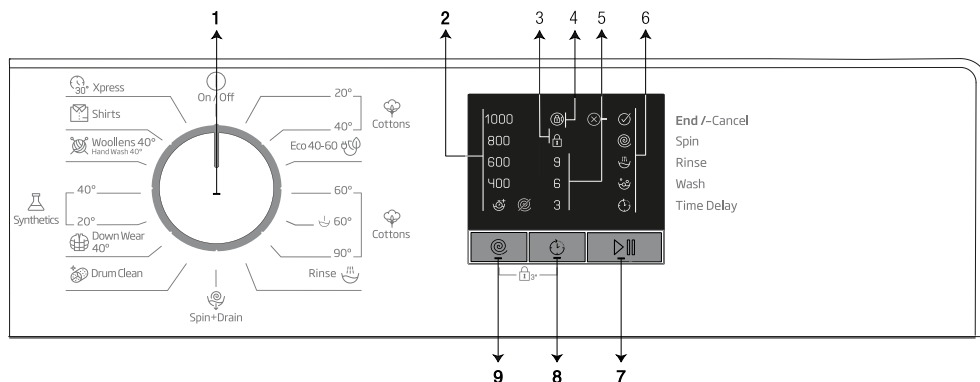 1
2
3
4
5
6
30° Xpress
On / Off
20°
Shirts
40°
Cottons
Woollens 40°
Hand Wash 40°
Eco 40-60
40°
60°
Synthetics
20°
60°
Cottons
Down Wear
40°
90°
Drum Clean
Rinse
Spin+Drain
1000
800
600
9
400
6
3
End /-Cancel
Spin
Rinse
Wash
Time Delay
3"
9
8
7